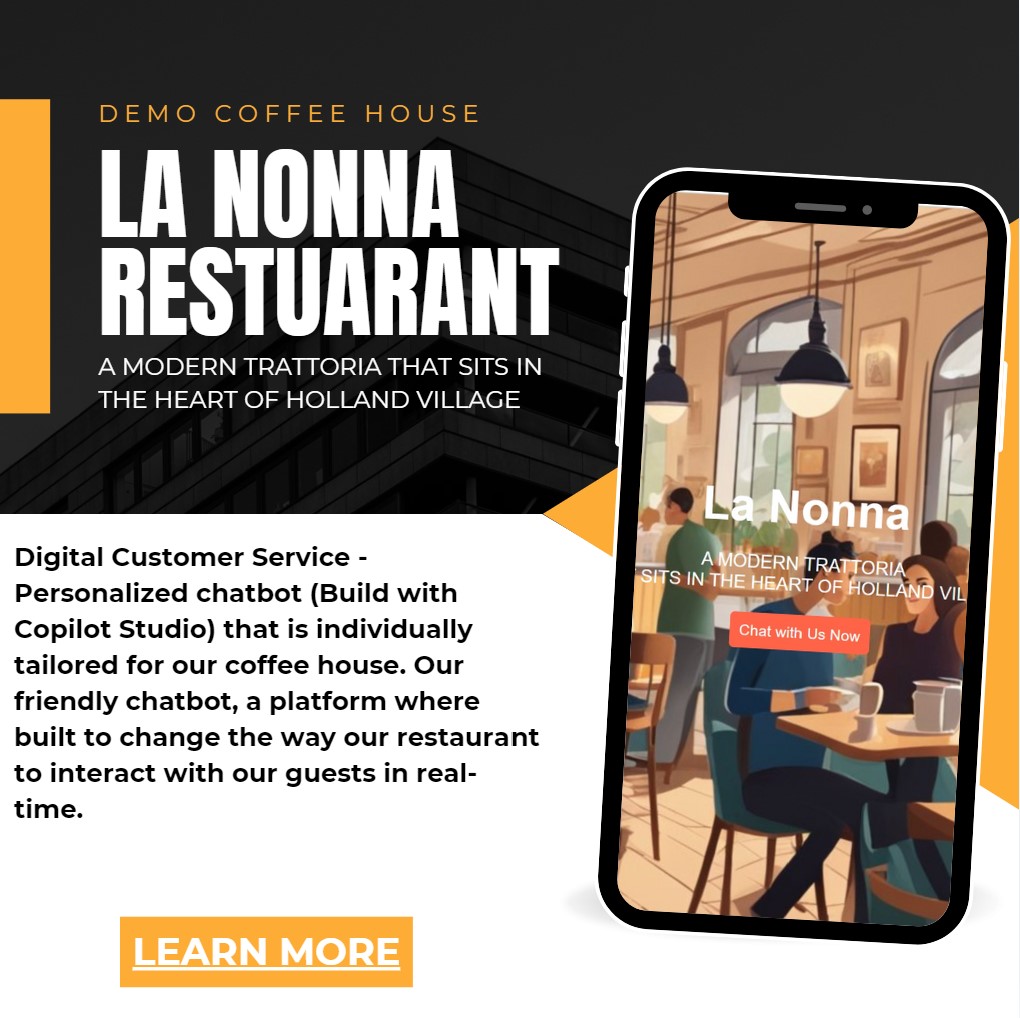 DEMO COFFEE HOUSE
LA NONNA
RESTUARANT
A MODERN TRATTORIA THAT SITS IN
THE HEART OF HOLLAND VILLAGE
Digital Customer Service -
Personalized chatbot (Build with
Copilot Studio) that is individually
tailored for our coffee house. Our
friendly chatbot, a platform where
built to change the way our restaurant
to interact with our guests in real-
time.
LEARN MORE
La Nonna
A MODERN TRATTORIA
SITS IN THE HEART OF HOLLAND VIL
Chat with Us Now